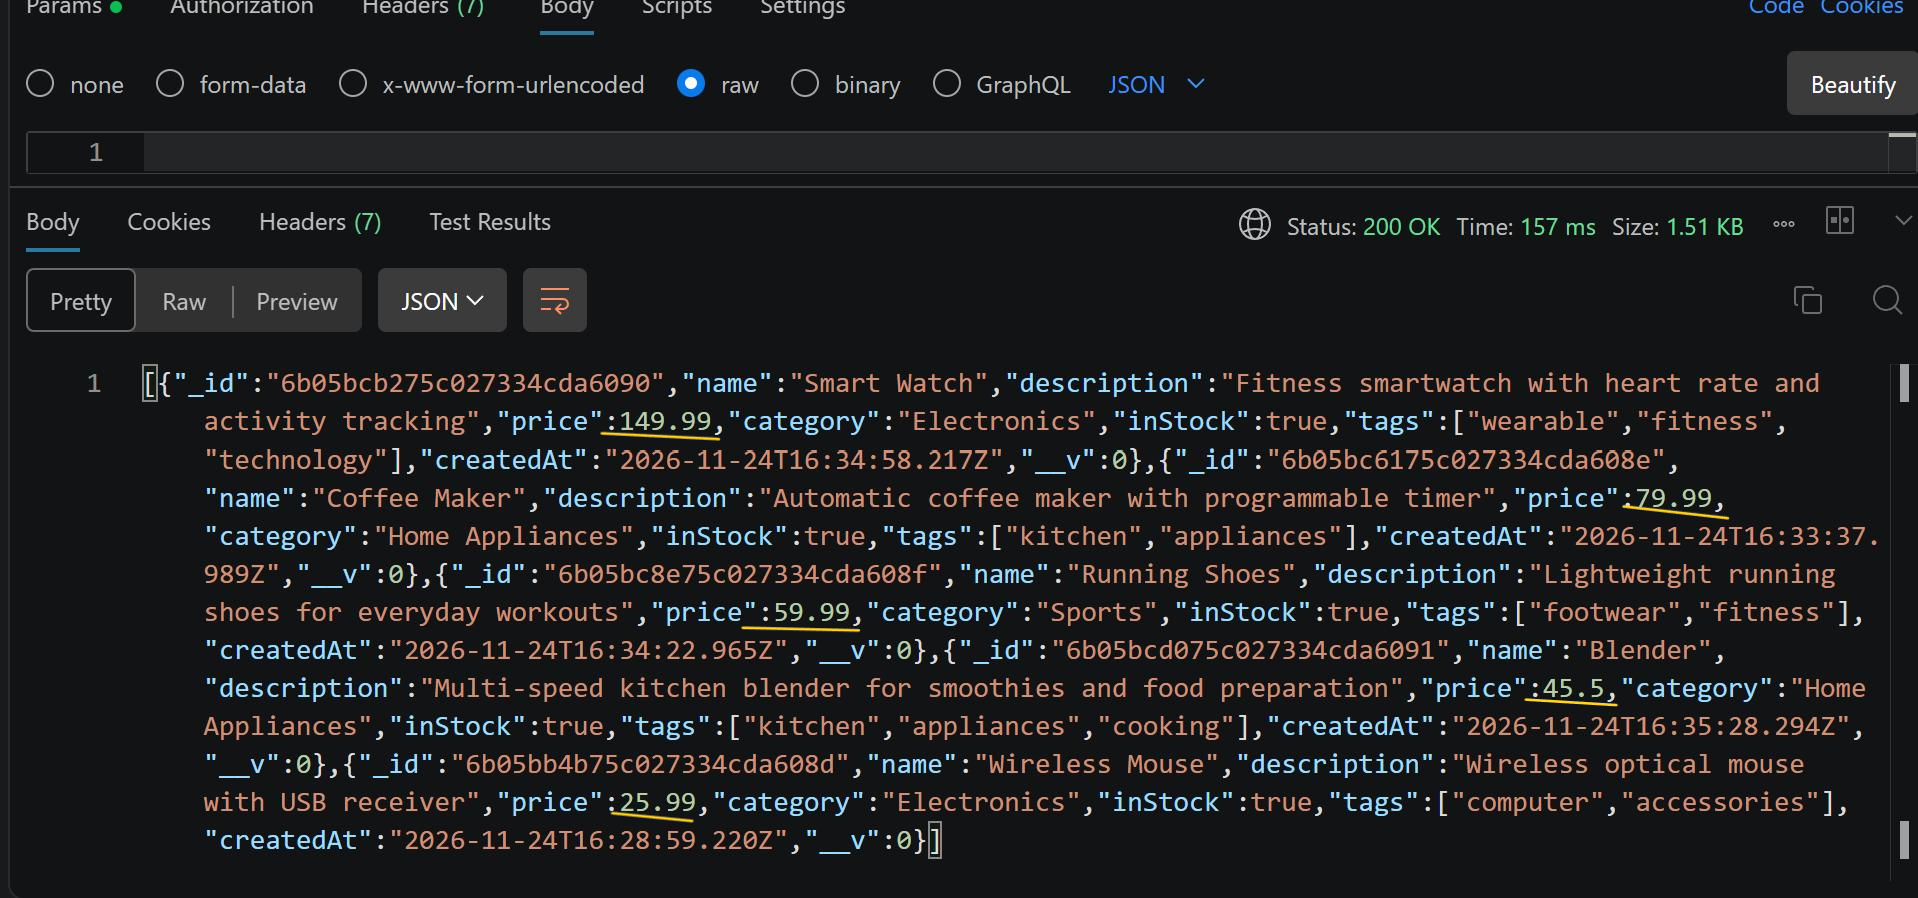 Params Authorization Headers (7) Body Scripts Settings Code Cookies
none form-data x-www-form-urlencoded raw binary GraphQL JSON Beautify
1
Body Cookies Headers (7) Test Results Status: 200 OK Time: 157 ms Size: 1.51 KB
Pretty Raw Preview JSON
1 [{"_id":"6b05bcb275c027334cda6090","name":"Smart Watch","description":"Fitness smartwatch with heart rate and
activity tracking","price":149.99,"category":"Electronics","inStock":true,"tags":["wearable","fitness",
"technology"],"createdAt":"2026-11-24T16:34:58.217Z","__v":0},{"_id":"6b05bc6175c027334cda608e",
"name":"Coffee Maker","description":"Automatic coffee maker with programmable timer","price":79.99,
"category":"Home Appliances","inStock":true,"tags":["kitchen","appliances"],"createdAt":"2026-11-24T16:33:37.
989Z","__v":0},{"_id":"6b05bc8e75c027334cda608f","name":"Running Shoes","description":"Lightweight running
shoes for everyday workouts","price":59.99,"category":"Sports","inStock":true,"tags":["footwear","fitness"],
"createdAt":"2026-11-24T16:34:22.965Z","__v":0},{"_id":"6b05bcd075c027334cda6091","name":"Blender",
"description":"Multi-speed kitchen blender for smoothies and food preparation","price":45.5,"category":"Home
Appliances","inStock":true,"tags":["kitchen","appliances","cooking"],"createdAt":"2026-11-24T16:35:28.294Z",
"__v":0},{"_id":"6b05bb4b75c027334cda608d","name":"Wireless Mouse","description":"Wireless optical mouse
with USB receiver","price":25.99,"category":"Electronics","inStock":true,"tags":["computer","accessories"],
"createdAt":"2026-11-24T16:28:59.220Z","__v":0}]